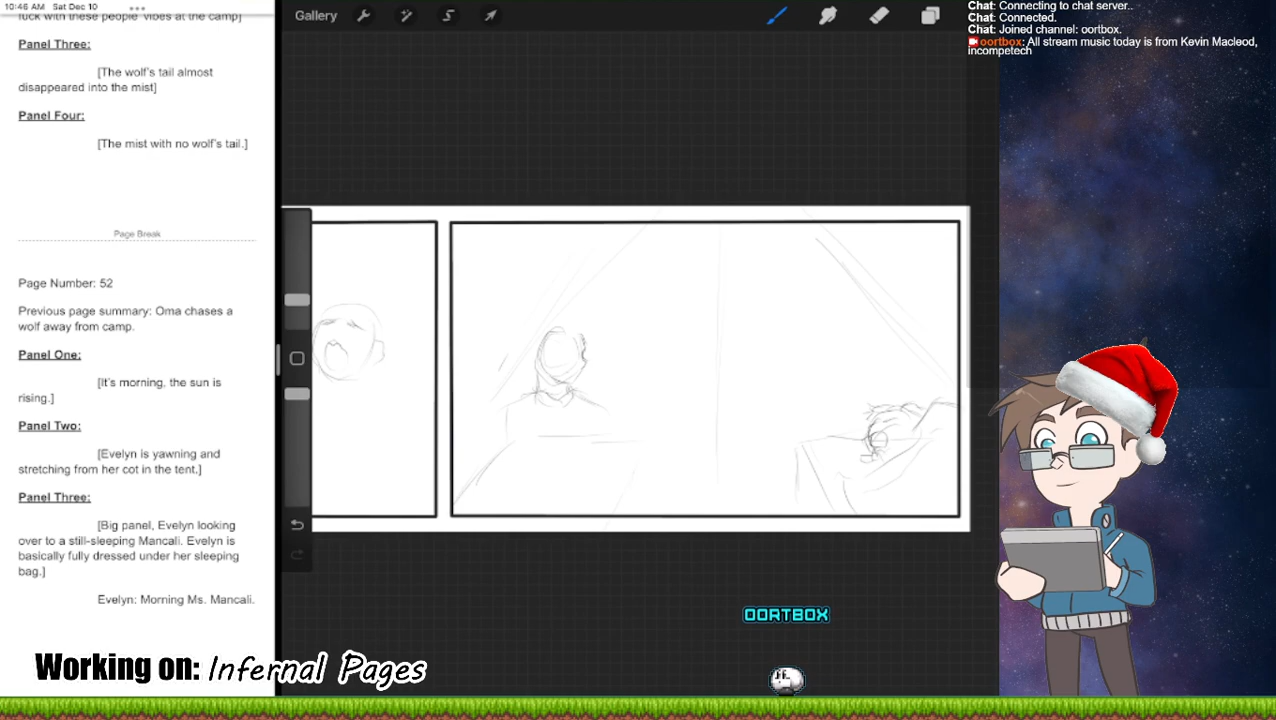 10:46 AM Sat Dec 10
fuck with these people' vibes at the camp]
Panel Three:
[The wolf's tail almost
disappeared into the mist]
Panel Four:
[The mist with no wolf's tail.]
Page Break
Page Number: 52
Previous page summary: Oma chases a
wolf away from camp.
Panel One:
[It's morning, the sun is
rising.]
Panel Two:
[Evelyn is yawning and
stretching from her cot in the tent.]
Panel Three:
[Big panel, Evelyn looking
over to a still-sleeping Mancali. Evelyn is
basically fully dressed under her sleeping
bag.]
Evelyn: Morning Ms. Mancali.
Gallery
Chat: Connecting to chat server..
Chat: Connected.
Chat: Joined channel: oortbox.
oortbox: All stream music today is from Kevin Macleod,
incompetech
OORTBOX
Working on: Infernal Pages